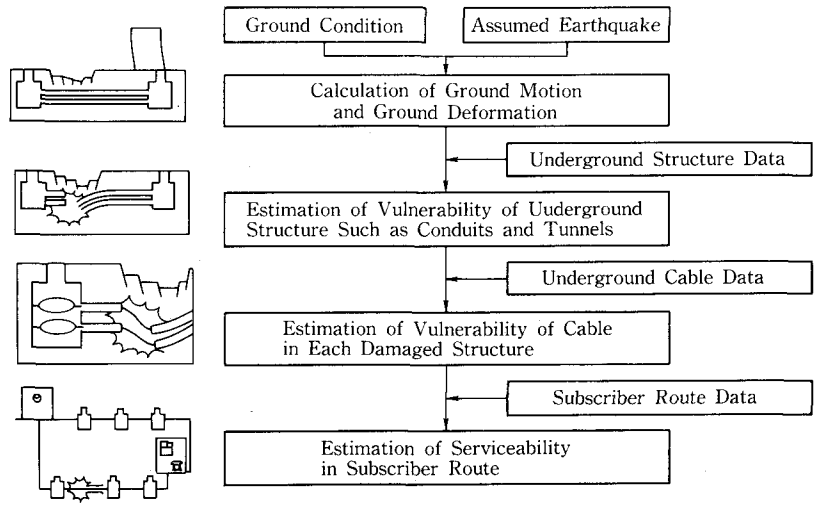 Ground Condition
Assumed Earthquake
Calculation of Ground Motion
and Ground Deformation
Underground Structure Data
Estimation of Vulnerability of Uuderground
Structure Such as Conduits and Tunnels
Underground Cable Data
Estimation of Vulnerability of Cable
in Each Damaged Structure
Subscriber Route Data
Estimation of Serviceability
in Subscriber Route